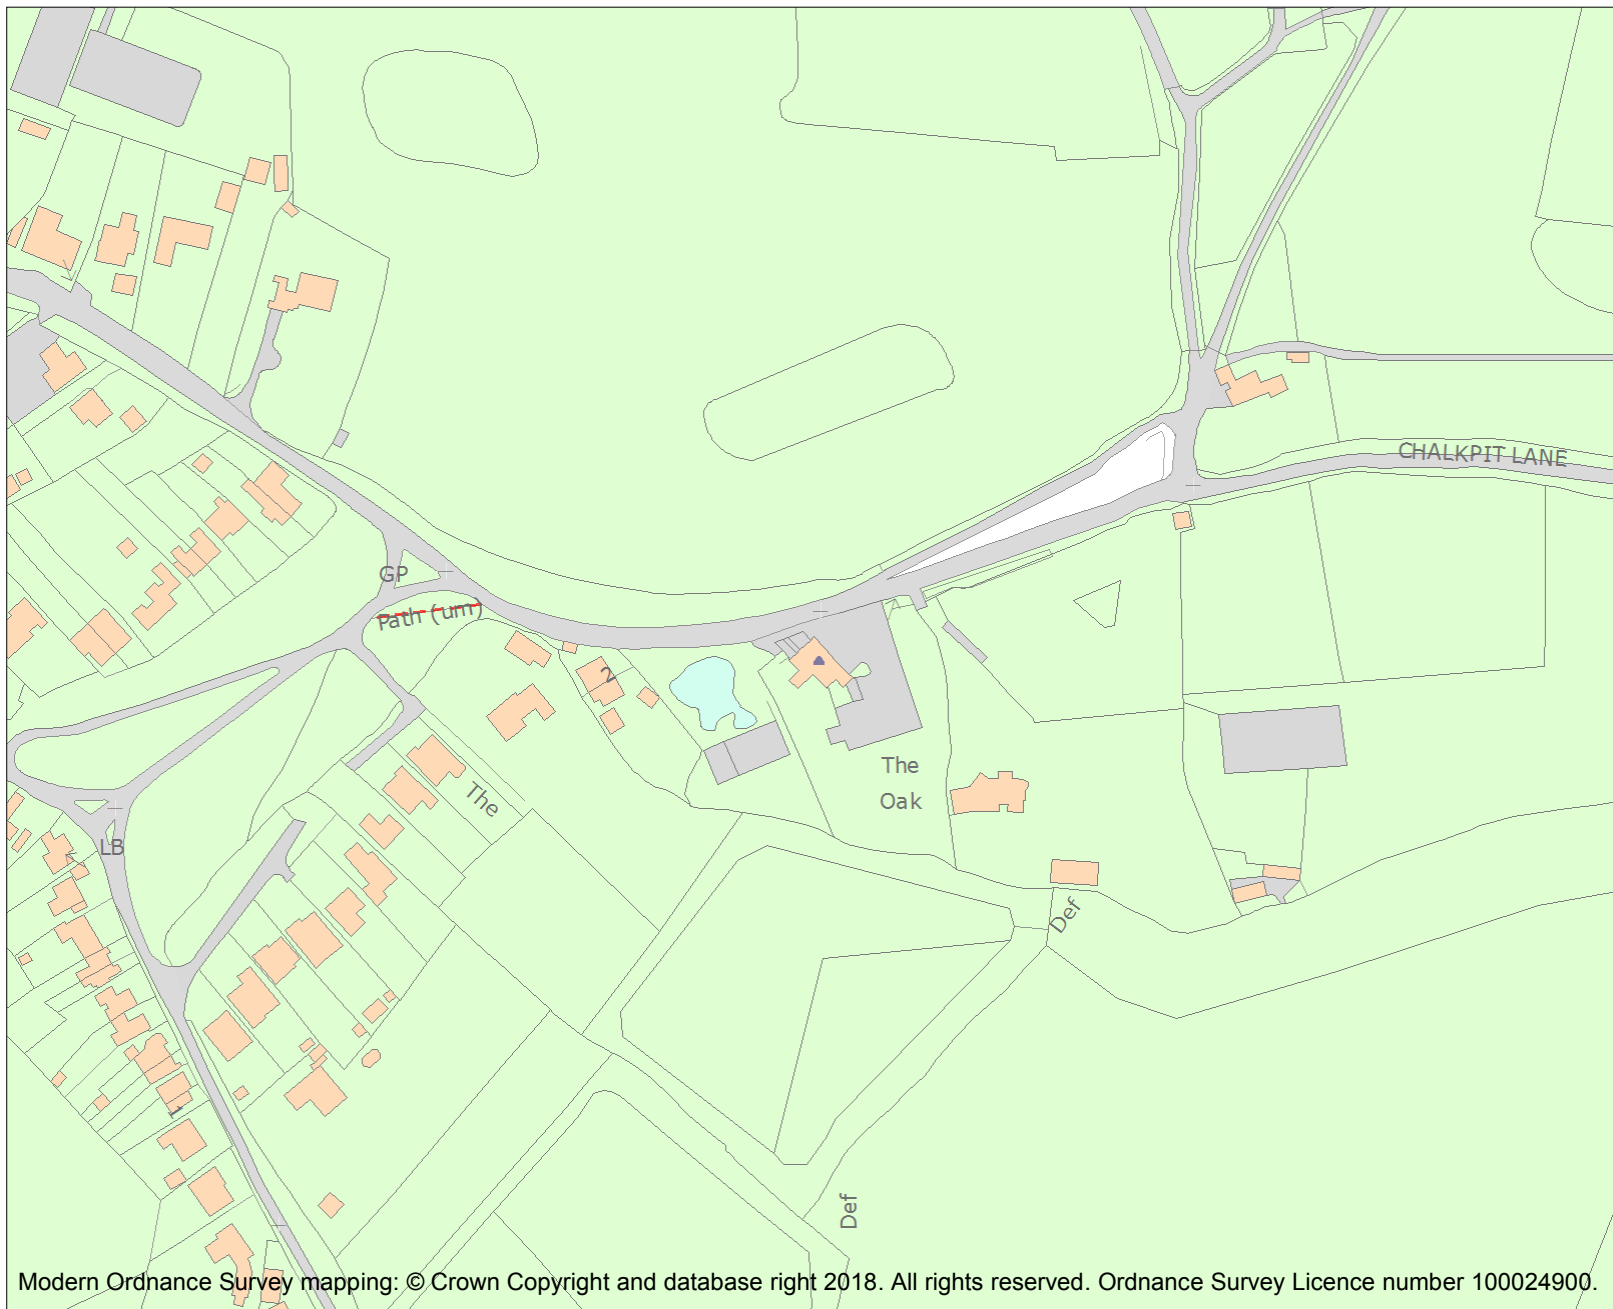 CHALKPIT LANE
GP
Path (um)
2
The
Oak
The
LB
Def
1
Def
Modern Ordnance Survey mapping: © Crown Copyright and database right 2018. All rights reserved. Ordnance Survey Licence number 100024900.